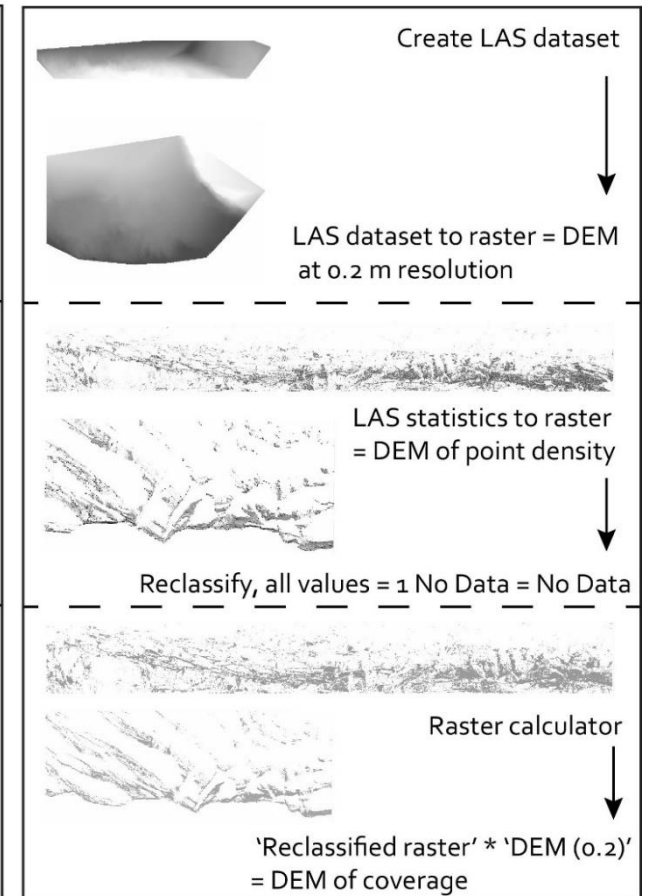 Create LAS dataset
LAS dataset to raster = DEM
at 0.2 m resolution
LAS statistics to raster
= DEM of point density
Reclassify, all values = 1 No Data = No Data
Raster calculator
‘Reclassified raster’ * ‘DEM (0.2)’
= DEM of coverage